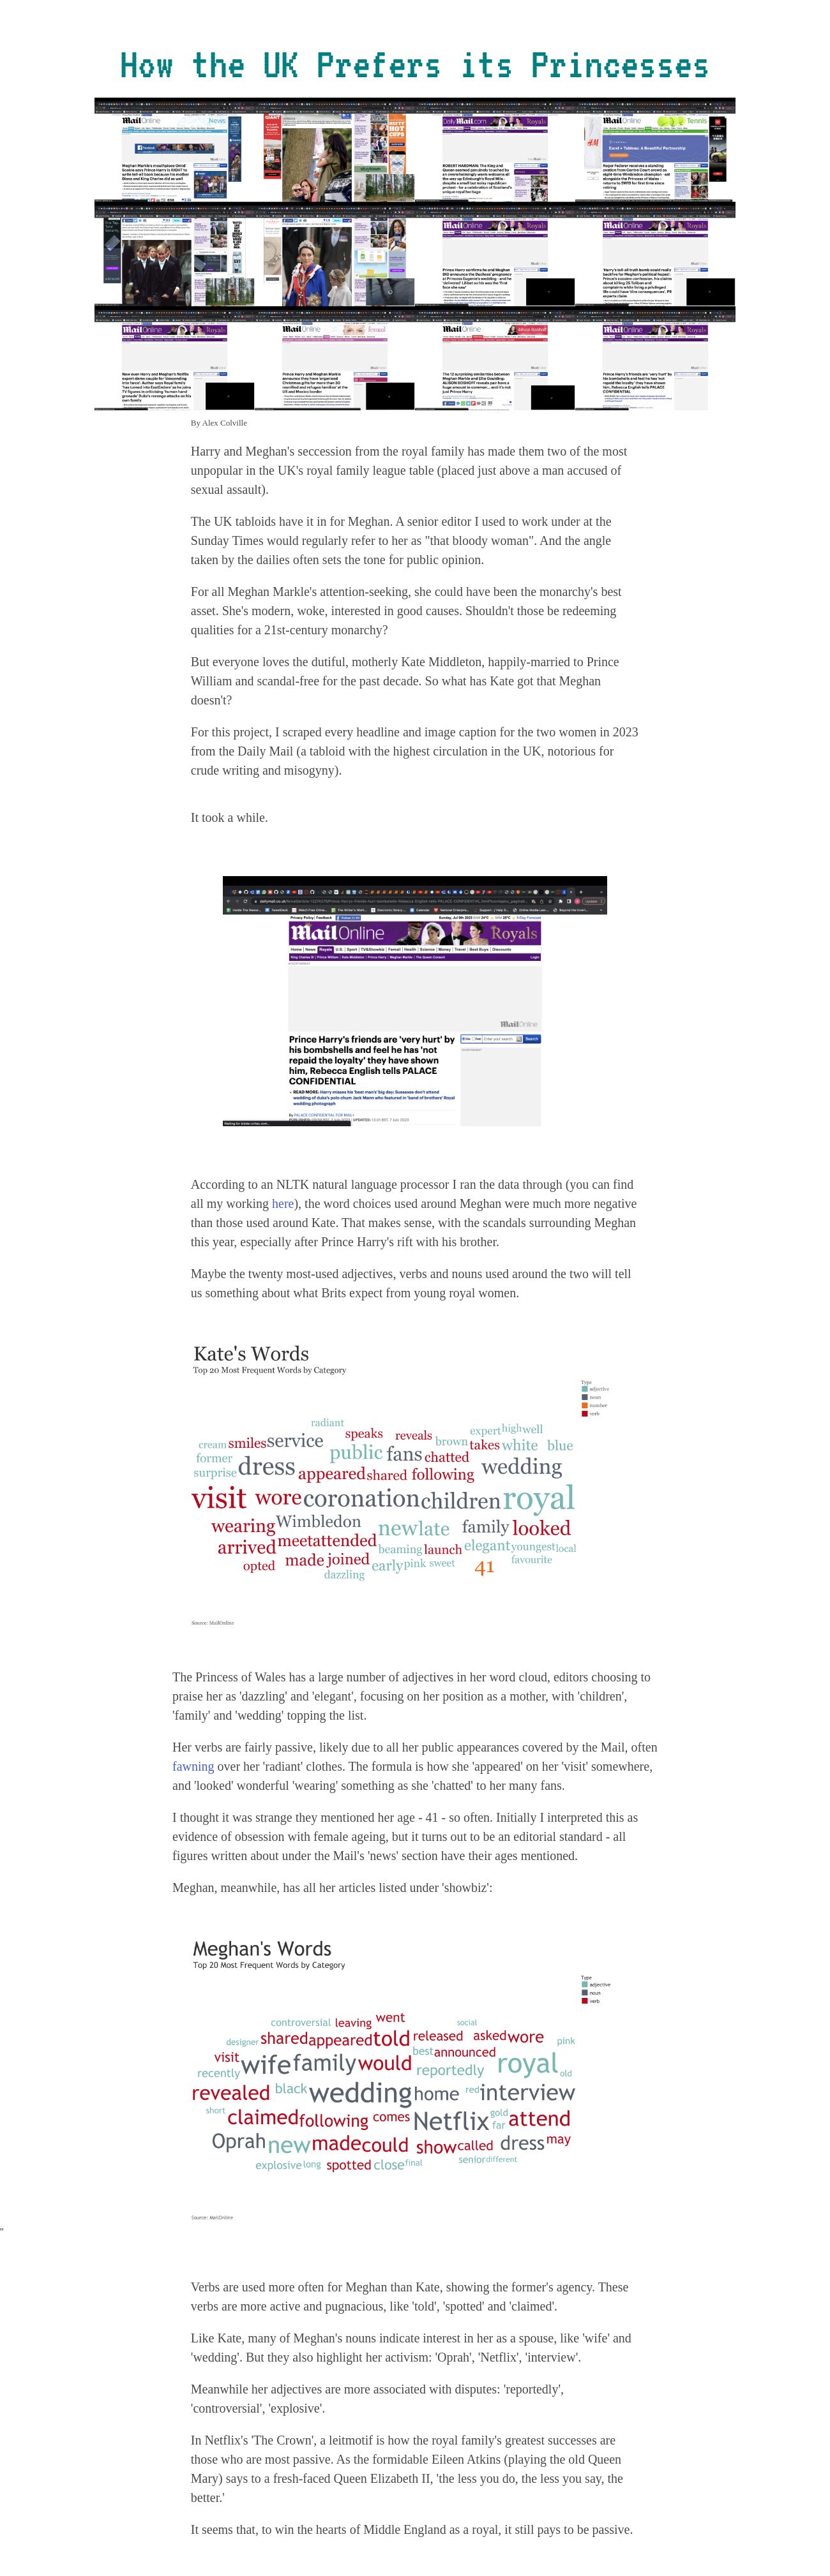 How the UK Prefers its Princesses
By Alex Colville
Harry and Meghan's seccession from the royal family has made them two of the most
unpopular in the UK's royal family league table (placed just above a man accused of
sexual assault).
The UK tabloids have it in for Meghan. A senior editor I used to work under at the
Sunday Times would regularly refer to her as "that bloody woman". And the angle
taken by the dailies often sets the tone for public opinion.
For all Meghan Markle's attention-seeking, she could have been the monarchy's best
asset. She's modern, woke, interested in good causes. Shouldn't those be redeeming
qualities for a 21st-century monarchy?
But everyone loves the dutiful, motherly Kate Middleton, happily-married to Prince
William and scandal-free for the past decade. So what has Kate got that Meghan
doesn't?
For this project, I scraped every headline and image caption for the two women in 2023
from the Daily Mail (a tabloid with the highest circulation in the UK, notorious for
crude writing and misogyny).
It took a while.
MailOnline Royals
Home News Royals U.S. Sport TV&Showbiz Femail Health Science Money Travel Best Buys Discounts
MailOnline
Prince Harry's friends are 'very hurt' by
his bombshells and feel he has 'not
repaid the loyalty' they have shown
him, Rebecca English tells PALACE
CONFIDENTIAL
According to an NLTK natural language processor I ran the data through (you can find
all my working here), the word choices used around Meghan were much more negative
than those used around Kate. That makes sense, with the scandals surrounding Meghan
this year, especially after Prince Harry's rift with his brother.
Maybe the twenty most-used adjectives, verbs and nouns used around the two will tell
us something about what Brits expect from young royal women.
Kate's Words
Top 20 Most Frequent Words by Category
Type
adjective
noun
number
verb
radiant
speaks reveals expert high well
cream smiles service brown takes white blue
former public fans chatted
surprise dress appeared shared following wedding
visit wore coronation children royal
wearing Wimbledon new late family looked
arrived meet attended beaming launch elegant youngest local
opted made joined early pink sweet 41 favourite
dazzling
Source: MailOnline
The Princess of Wales has a large number of adjectives in her word cloud, editors choosing to
praise her as 'dazzling' and 'elegant', focusing on her position as a mother, with 'children',
'family' and 'wedding' topping the list.
Her verbs are fairly passive, likely due to all her public appearances covered by the Mail, often
fawning over her 'radiant' clothes. The formula is how she 'appeared' on her 'visit' somewhere,
and 'looked' wonderful 'wearing' something as she 'chatted' to her many fans.
I thought it was strange they mentioned her age - 41 - so often. Initially I interpreted this as
evidence of obsession with female ageing, but it turns out to be an editorial standard - all
figures written about under the Mail's 'news' section have their ages mentioned.
Meghan, meanwhile, has all her articles listed under 'showbiz':
Meghan's Words
Top 20 Most Frequent Words by Category
Type
adjective
noun
verb
controversial leaving went social
designer shared appeared told released asked wore pink
visit wife family would best announced royal
recently reportedly old
revealed black wedding home red interview
short claimed following comes Netflix gold far attend
Oprah new made could show called dress may
explosive long spotted close final senior different
Source: MailOnline
Verbs are used more often for Meghan than Kate, showing the former's agency. These
verbs are more active and pugnacious, like 'told', 'spotted' and 'claimed'.
Like Kate, many of Meghan's nouns indicate interest in her as a spouse, like 'wife' and
'wedding'. But they also highlight her activism: 'Oprah', 'Netflix', 'interview'.
Meanwhile her adjectives are more associated with disputes: 'reportedly',
'controversial', 'explosive'.
In Netflix's 'The Crown', a leitmotif is how the royal family's greatest successes are
those who are most passive. As the formidable Eileen Atkins (playing the old Queen
Mary) says to a fresh-faced Queen Elizabeth II, 'the less you do, the less you say, the
better.'
It seems that, to win the hearts of Middle England as a royal, it still pays to be passive.